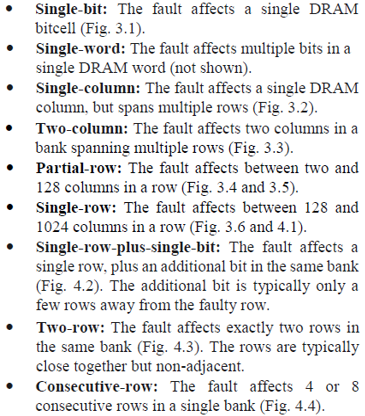 • Single-bit: The fault affects a single DRAM
bitcell (Fig. 3.1).
• Single-word: The fault affects multiple bits in a
single DRAM word (not shown).
• Single-column: The fault affects a single DRAM
column, but spans multiple rows (Fig. 3.2).
• Two-column: The fault affects two columns in a
bank spanning multiple rows (Fig. 3.3).
• Partial-row: The fault affects between two and
128 columns in a row (Fig. 3.4 and 3.5).
• Single-row: The fault affects between 128 and
1024 columns in a row (Fig. 3.6 and 4.1).
• Single-row-plus-single-bit: The fault affects a
single row, plus an additional bit in the same bank
(Fig. 4.2). The additional bit is typically only a
few rows away from the faulty row.
• Two-row: The fault affects exactly two rows in
the same bank (Fig. 4.3). The rows are typically
close together but non-adjacent.
• Consecutive-row: The fault affects 4 or 8
consecutive rows in a single bank (Fig. 4.4).